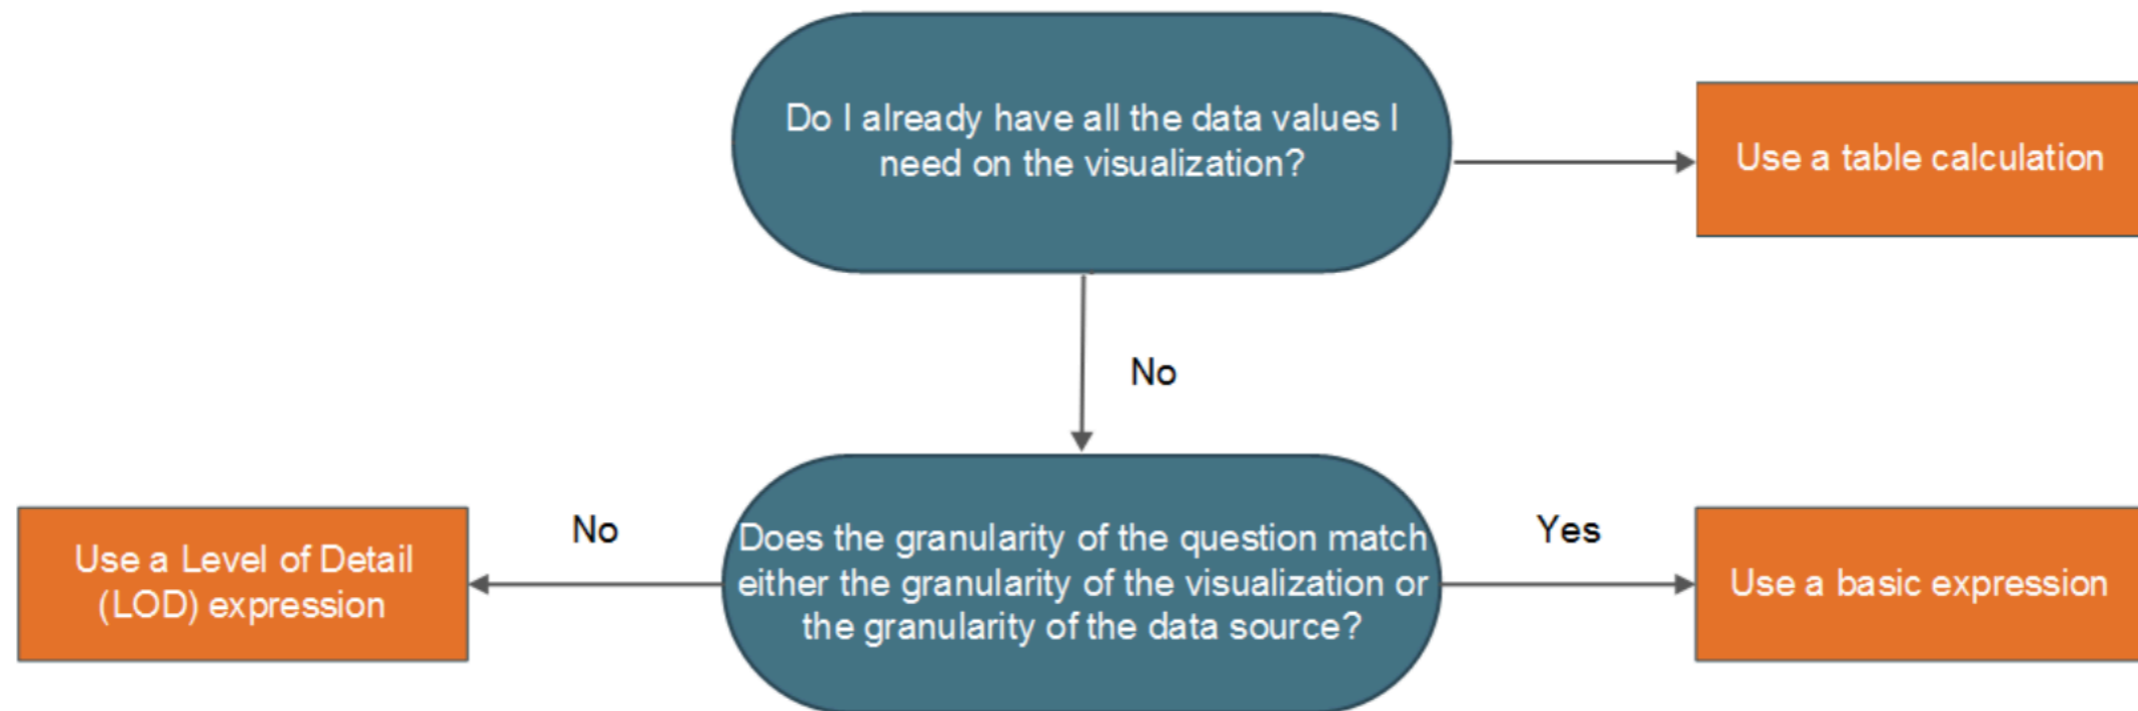 Do I already have all the data values I
need on the visualization?
Use a table calculation
No
No
Yes
Use a Level of Detail
(LOD) expression
Does the granularity of the question match
either the granularity of the visualization or
the granularity of the data source?
Use a basic expression